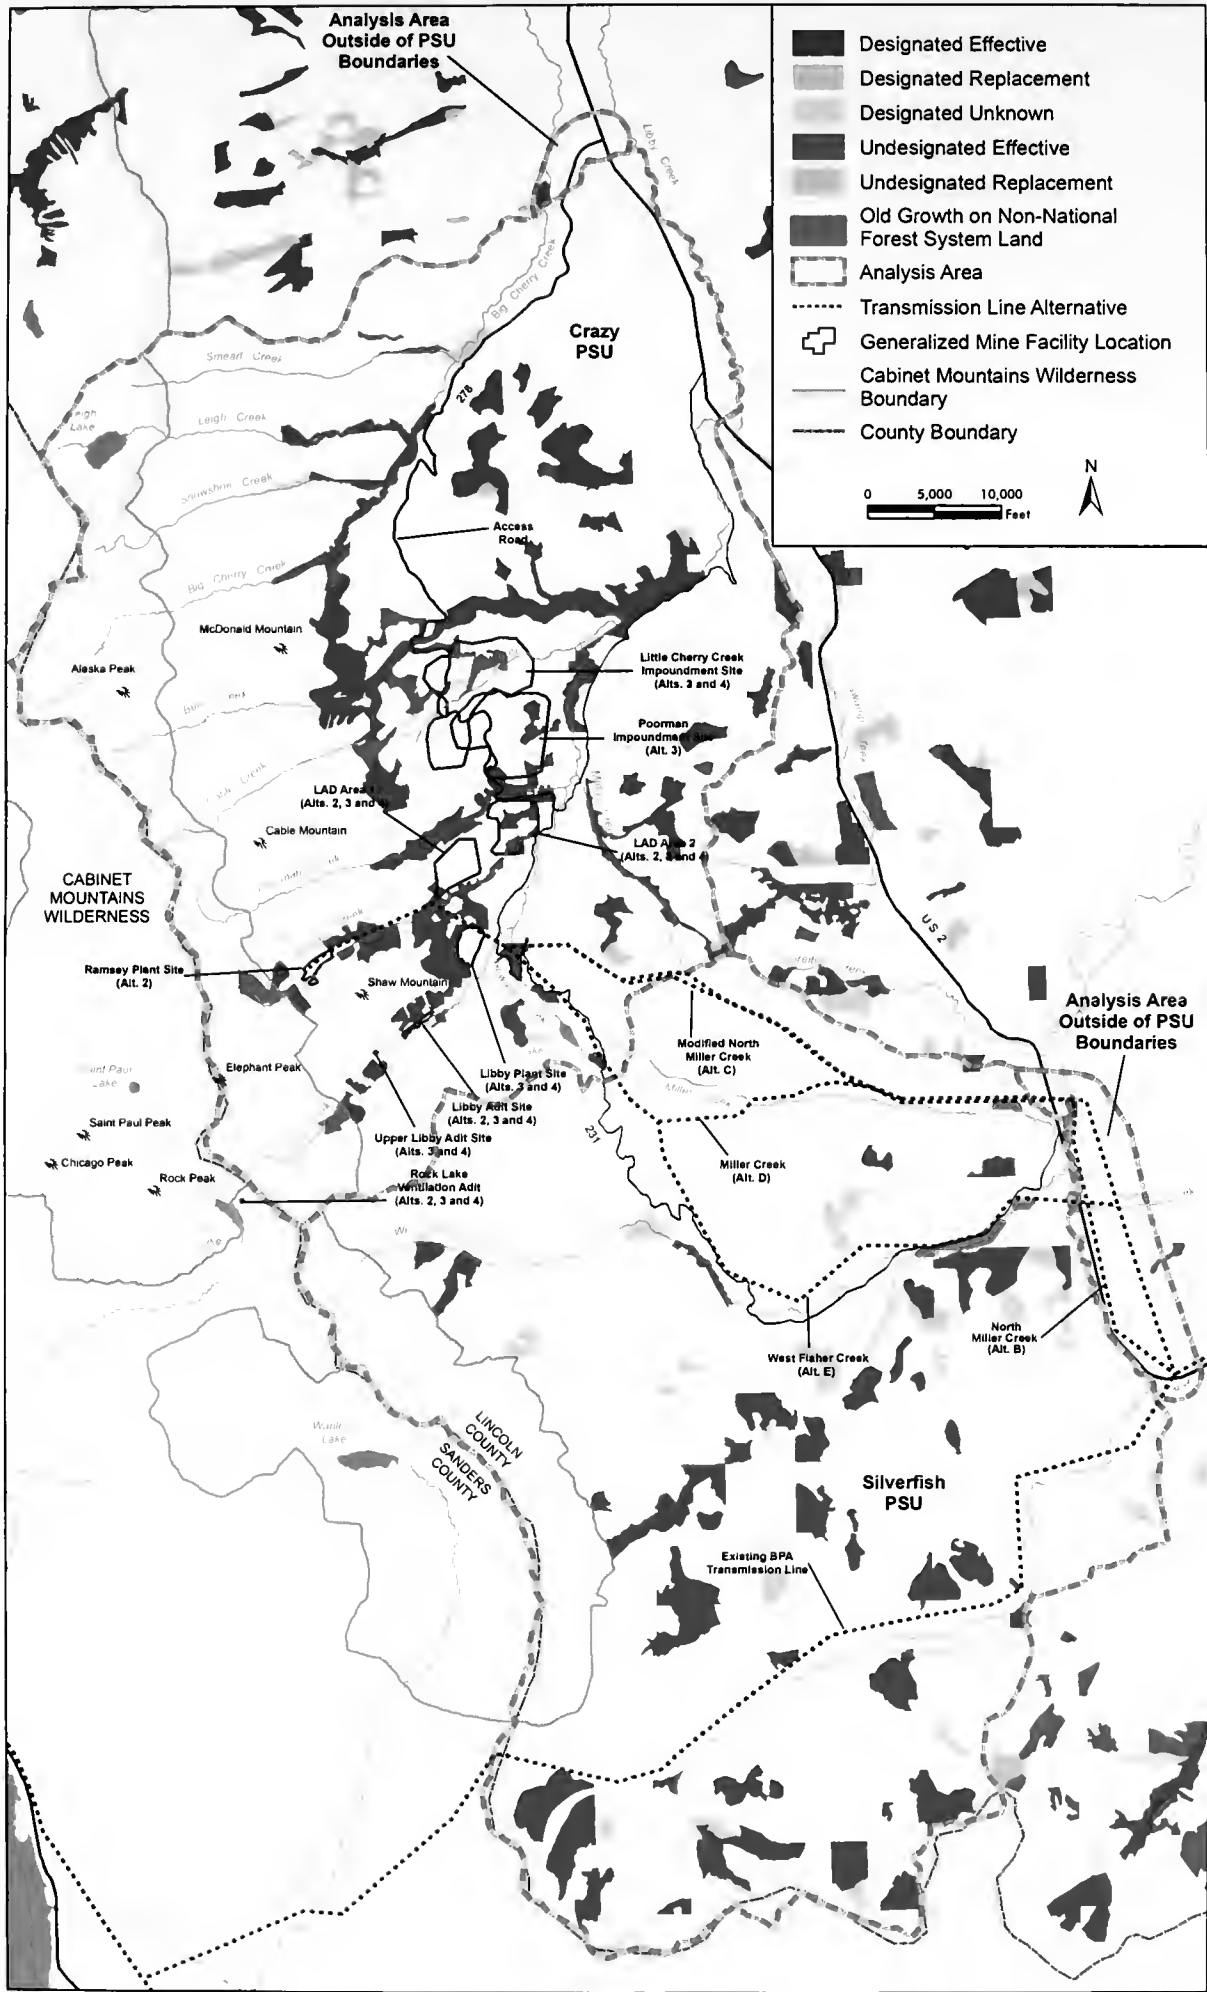 Analysis Area
Outside of PSU
Boundaries
Designated Effective
Designated Replacement
Designated Unknown
Undesignated Effective
Undesignated Replacement
Old Growth on Non-National
Forest System Land
Analysis Area
Transmission Line Alternative
Generalized Mine Facility Location
Cabinet Mountains Wilderness
Boundary
County Boundary
N
0 5,000 10,000
Feet
Libby Creek
Big Cherry Creek
Crazy
PSU
Smearl Creek
278
Lake
Leigh Creek
Snowshoe Creek
Access
Road
Big Cherry Creek
McDonald Mountain
Alaska Peak
Little Cherry Creek
Impoundment Site
(Alts. 3 and 4)
Poorman
Impoundment Site
(Alt. 3)
Creek
LAD Area
(Alts. 2, 3 and 4)
Cable Mountain
LAD Area 2
(Alts. 2, 3 and 4)
CABINET
MOUNTAINS
WILDERNESS
US 2
Ramsey Plant Site
(Alt. 2)
Shaw Mountain
Analysis Area
Outside of PSU
Boundaries
Modified North
Miller Creek
(Alt. C)
Elephant Peak
Libby Plant Site
(Alts. 3 and 4)
Lake
Miller
Libby Adit Site
(Alts. 2, 3 and 4)
Saint Paul Peak
231
Upper Libby Adit Site
(Alts. 3 and 4)
Chicago Peak
Rock Peak
Miller Creek
(Alt. D)
Rock Lake
Ventilation Adit
(Alts. 2, 3 and 4)
North
Miller Creek
(Alt. B)
West Fisher Creek
(Alt. E)
Lake
LINCOLN
COUNTY
SANDERS
COUNTY
Silverfish
PSU
Existing BPA
Transmission Line